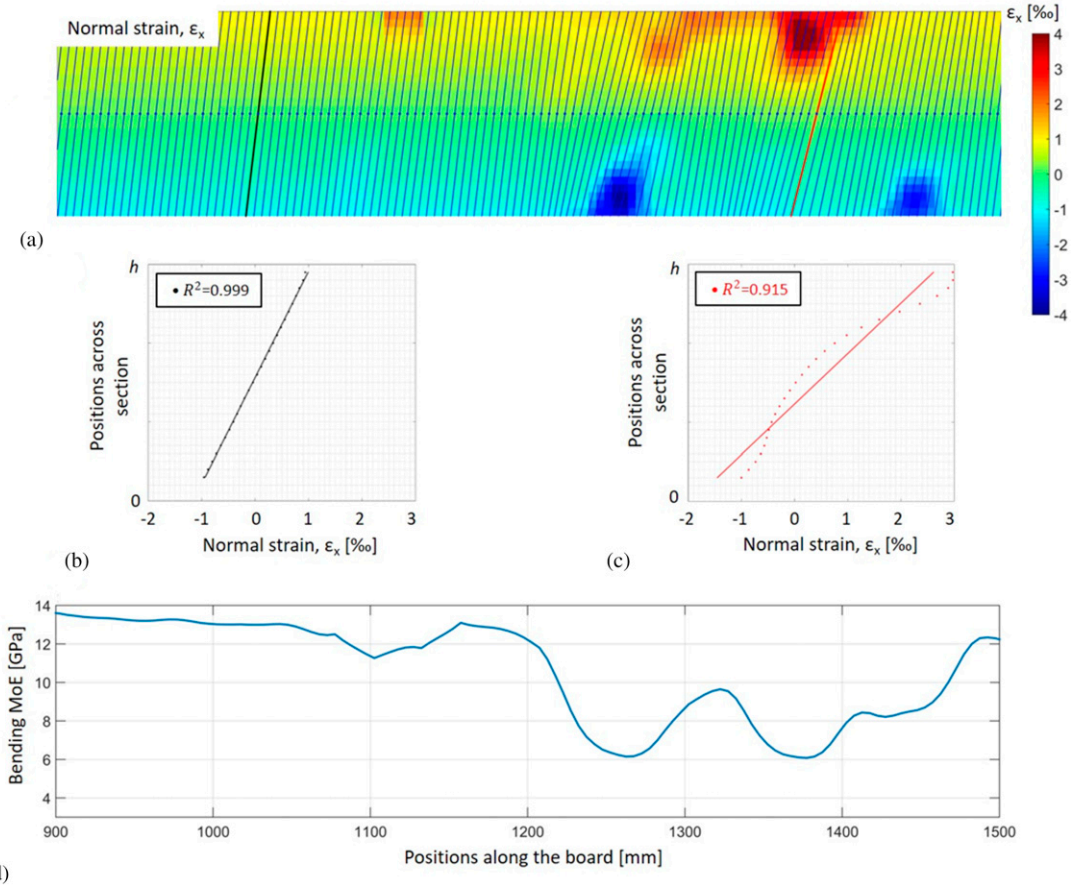 Normal strain, εx
εx [‰]
4
3
2
1
0
-1
-2
-3
-4
(a)
h
R²=0.999
Positions across
section
0
-2 -1 0 1 2 3
Normal strain, εx [‰]
(b)
h
R²=0.915
Positions across
section
0
-2 -1 0 1 2 3
Normal strain, εx [‰]
(c)
14
12
10
8
6
4
Bending MoE [GPa]
900 1000 1100 1200 1300 1400 1500
Positions along the board [mm]
)